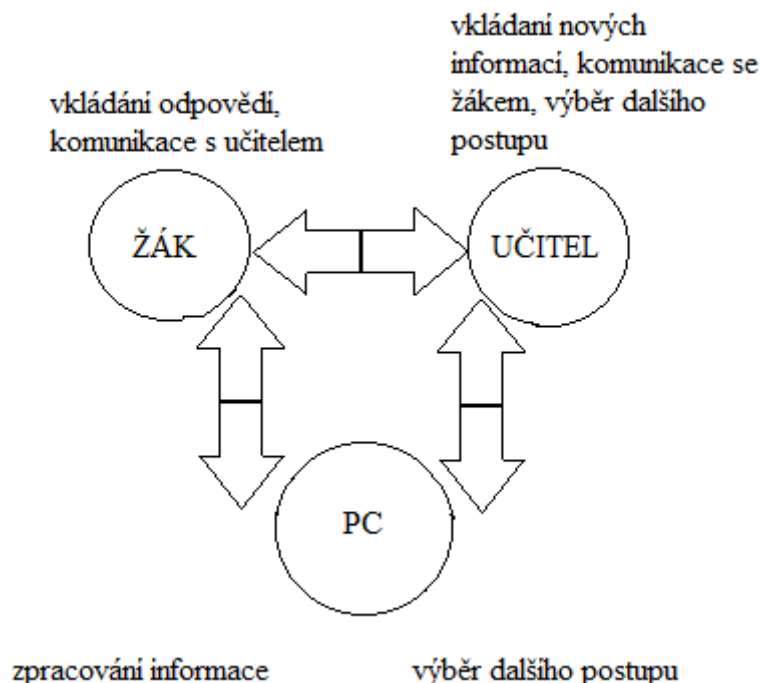 vkládaní nových
informací, komunikace se
žákem, výběr dalšího
postupu
vkládání odpovědí,
komunikace s učitelem
ŽÁK
UČITEL
PC
zpracování informace
výběr dalšího postupu